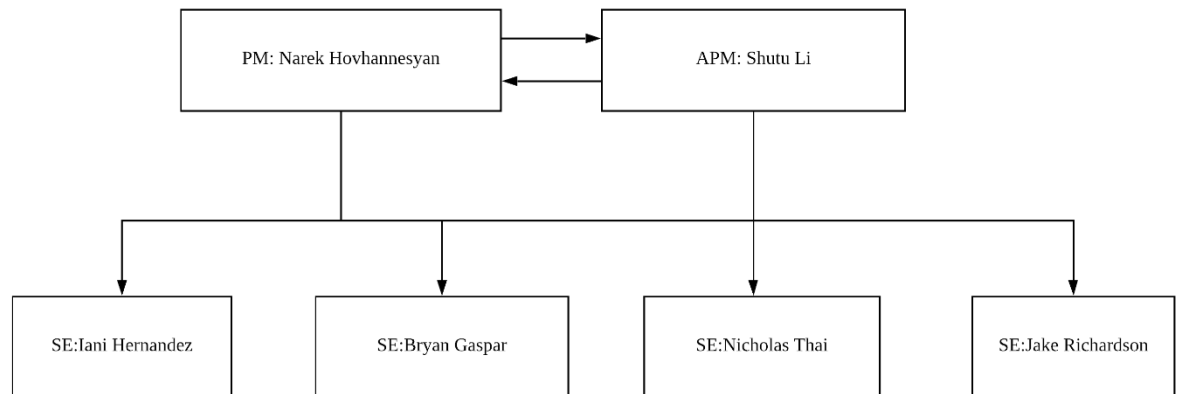 PM: Narek Hovhannesyan
APM: Shutu Li
SE:Iani Hernandez
SE:Bryan Gaspar
SE:Nicholas Thai
SE:Jake Richardson